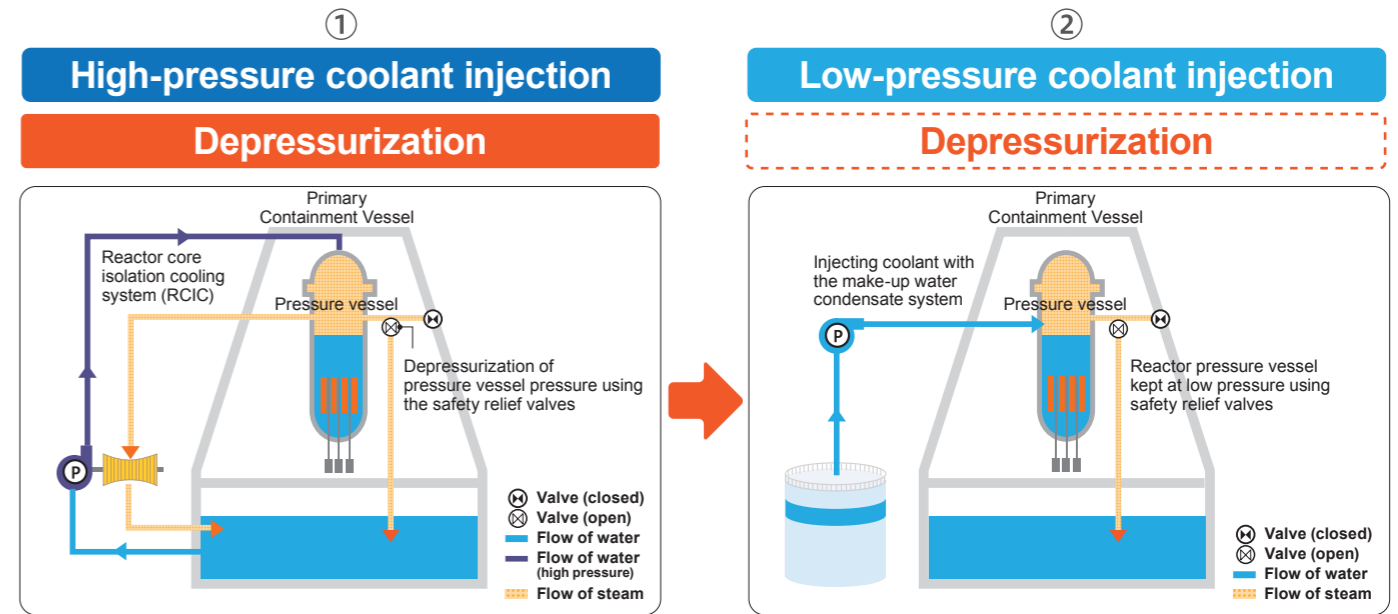 ①
High-pressure coolant injection
Depressurization
Primary
Containment Vessel
Reactor core
isolation cooling
system (RCIC)
Pressure vessel
Depressurization of
pressure vessel pressure using
the safety relief valves
P
Valve (closed)
Valve (open)
Flow of water
Flow of water
(high pressure)
Flow of steam
②
Low-pressure coolant injection
Depressurization
Primary
Containment Vessel
Injecting coolant with
the make-up water
condensate system
Pressure vessel
P
Reactor pressure vessel
kept at low pressure using
safety relief valves
Valve (closed)
Valve (open)
Flow of water
Flow of steam